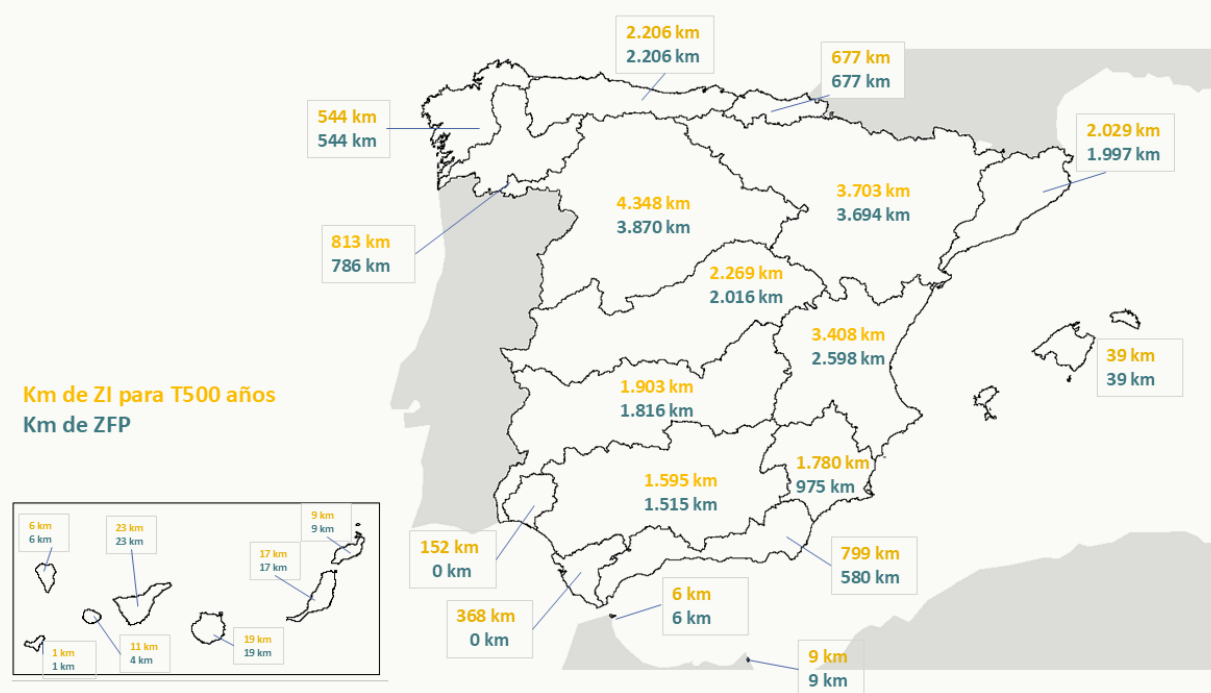 2.206 km
2.206 km
677 km
677 km
544 km
544 km
2.029 km
1.997 km
3.703 km
3.694 km
4.348 km
3.870 km
813 km
786 km
2.269 km
2.016 km
3.408 km
2.598 km
39 km
39 km
Km de ZI para T500 años
Km de ZFP
1.903 km
1.816 km
1.780 km
975 km
1.595 km
1.515 km
152 km
0 km
799 km
580 km
368 km
0 km
6 km
6 km
9 km
9 km
6 km
6 km
23 km
23 km
9 km
9 km
17 km
17 km
1 km
1 km
11 km
4 km
19 km
19 km